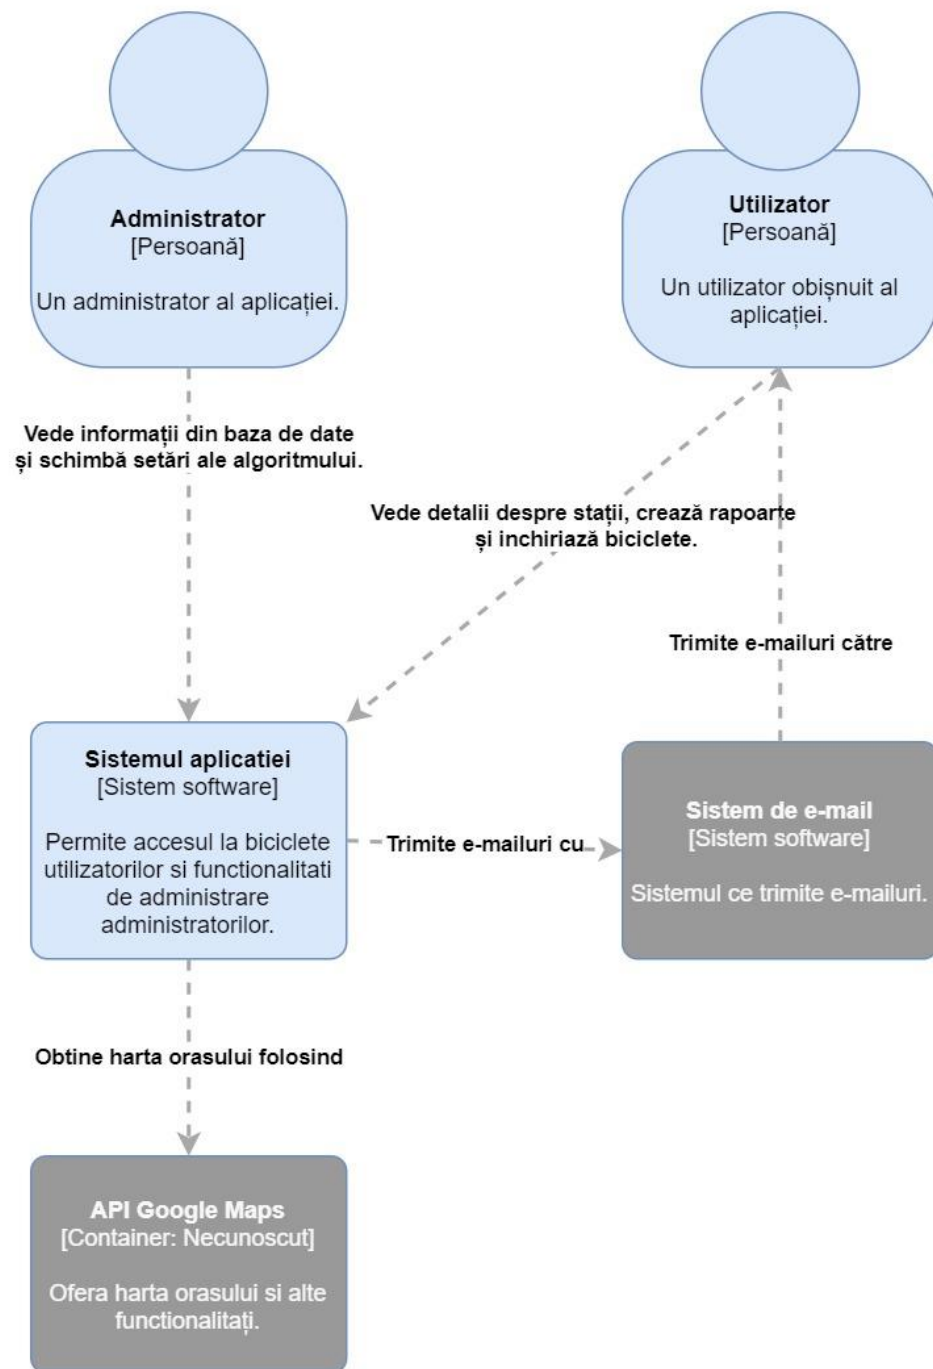 Administrator
[Persoană]
Un administrator al aplicației.
Utilizator
[Persoană]
Un utilizator obișnuit al
aplicației.
Vede informații din baza de date
și schimbă setări ale algoritmului.
Vede detalii despre stații, crează rapoarte
și inchiriază biciclete.
Trimite e-mailuri către
Sistemul aplicatiei
[Sistem software]
Permite accesul la biciclete
utilizatorilor si functionalitati
de administrare
administratorilor.
Trimite e-mailuri cu
Sistem de e-mail
[Sistem software]
Sistemul ce trimite e-mailuri.
Obtine harta orasului folosind
API Google Maps
[Container: Necunoscut]
Ofera harta orasului si alte
functionalitați.